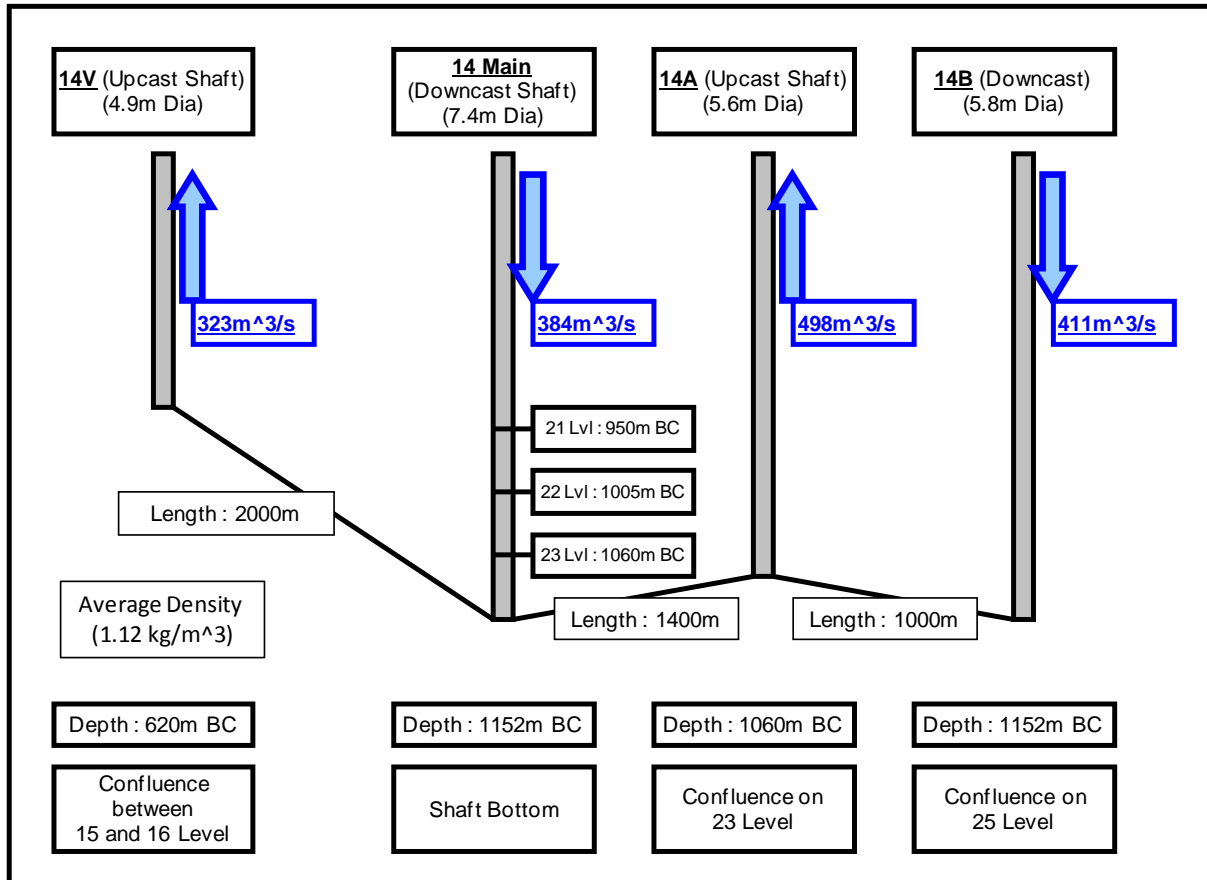 14V (Upcast Shaft)
(4.9m Dia)
14 Main
(Downcast Shaft)
(7.4m Dia)
14A (Upcast Shaft)
(5.6m Dia)
14B (Downcast)
(5.8m Dia)
323m^3/s
384m^3/s
498m^3/s
411m^3/s
21 Lvl : 950m BC
22 Lvl : 1005m BC
23 Lvl : 1060m BC
Length : 2000m
Length : 1400m
Length : 1000m
Average Density
(1.12 kg/m^3)
Depth : 620m BC
Depth : 1152m BC
Depth : 1060m BC
Depth : 1152m BC
Confluence
between
15 and 16 Level
Shaft Bottom
Confluence on
23 Level
Confluence on
25 Level